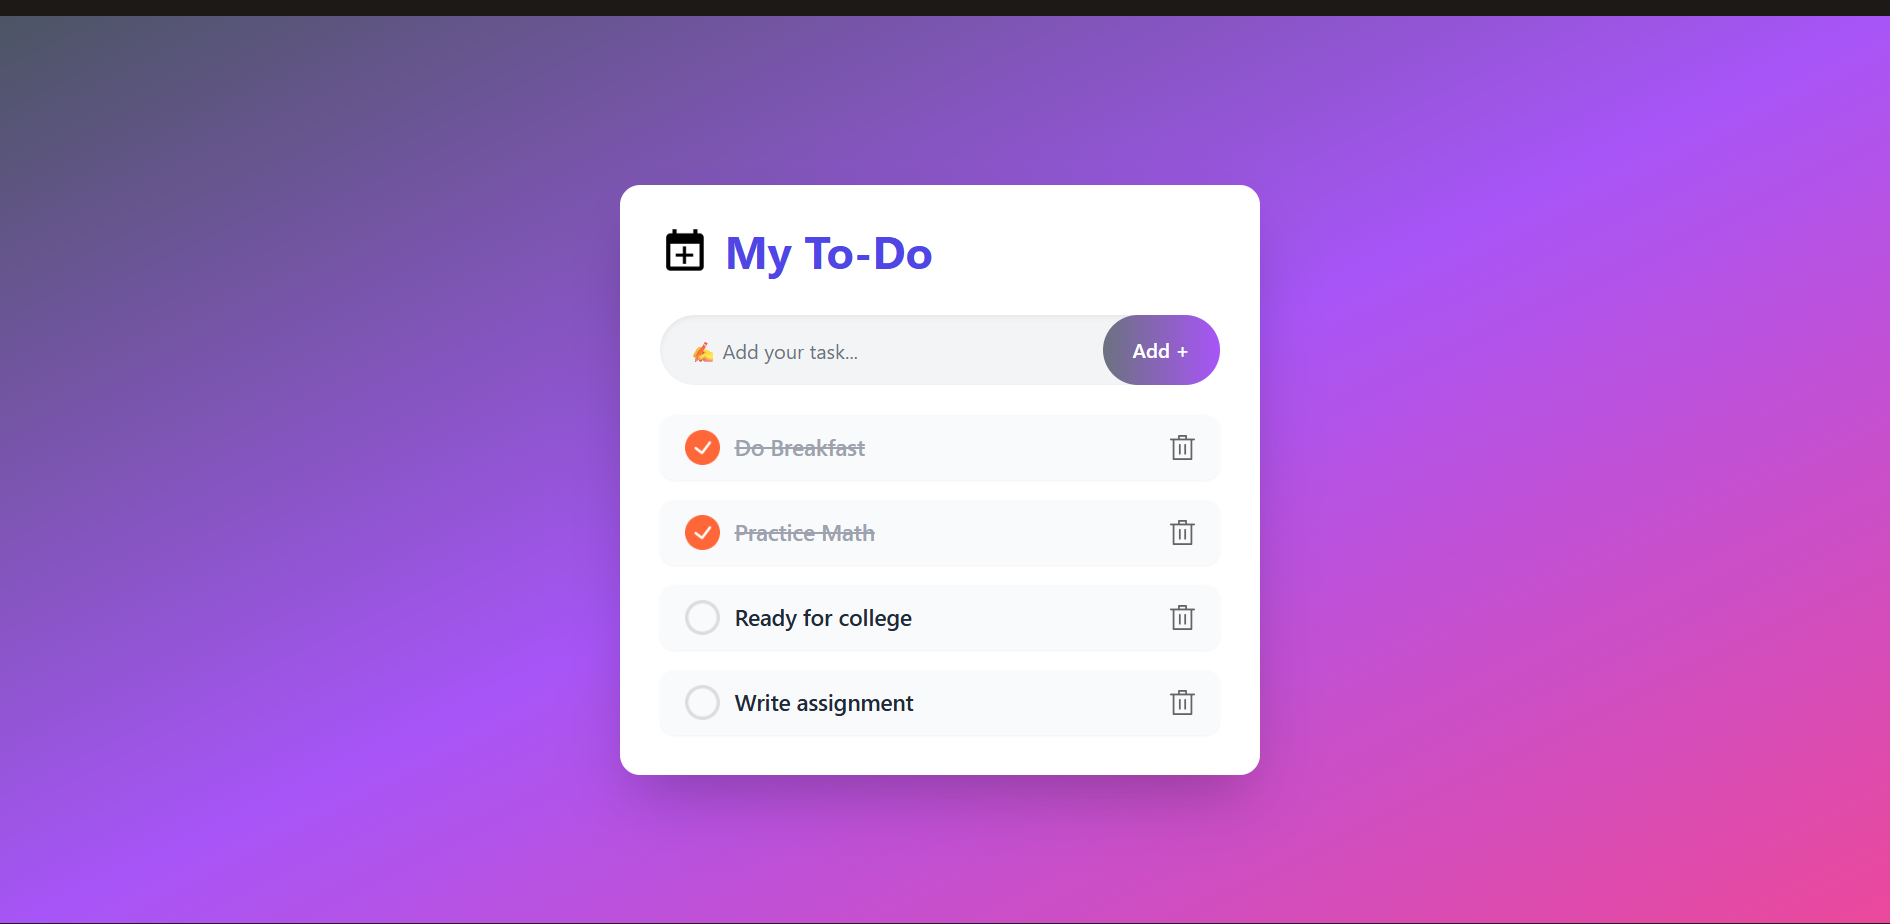 My To-Do
✍️ Add your task...
Add +
Do Breakfast
Practice Math
Ready for college
Write assignment